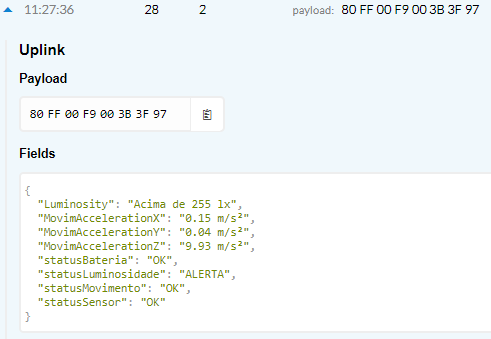 11:27:36 28 2 payload: 80 FF 00 F9 00 3B 3F 97
Uplink
Payload
80 FF 00 F9 00 3B 3F 97
Fields
{
"Luminosity": "Acima de 255 lx",
"MovimAccelerationX": "0.15 m/s²",
"MovimAccelerationY": "0.04 m/s²",
"MovimAccelerationZ": "9.93 m/s²",
"statusBateria": "OK",
"statusLuminosidade": "ALERTA",
"statusMovimento": "OK",
"statusSensor": "OK"
}